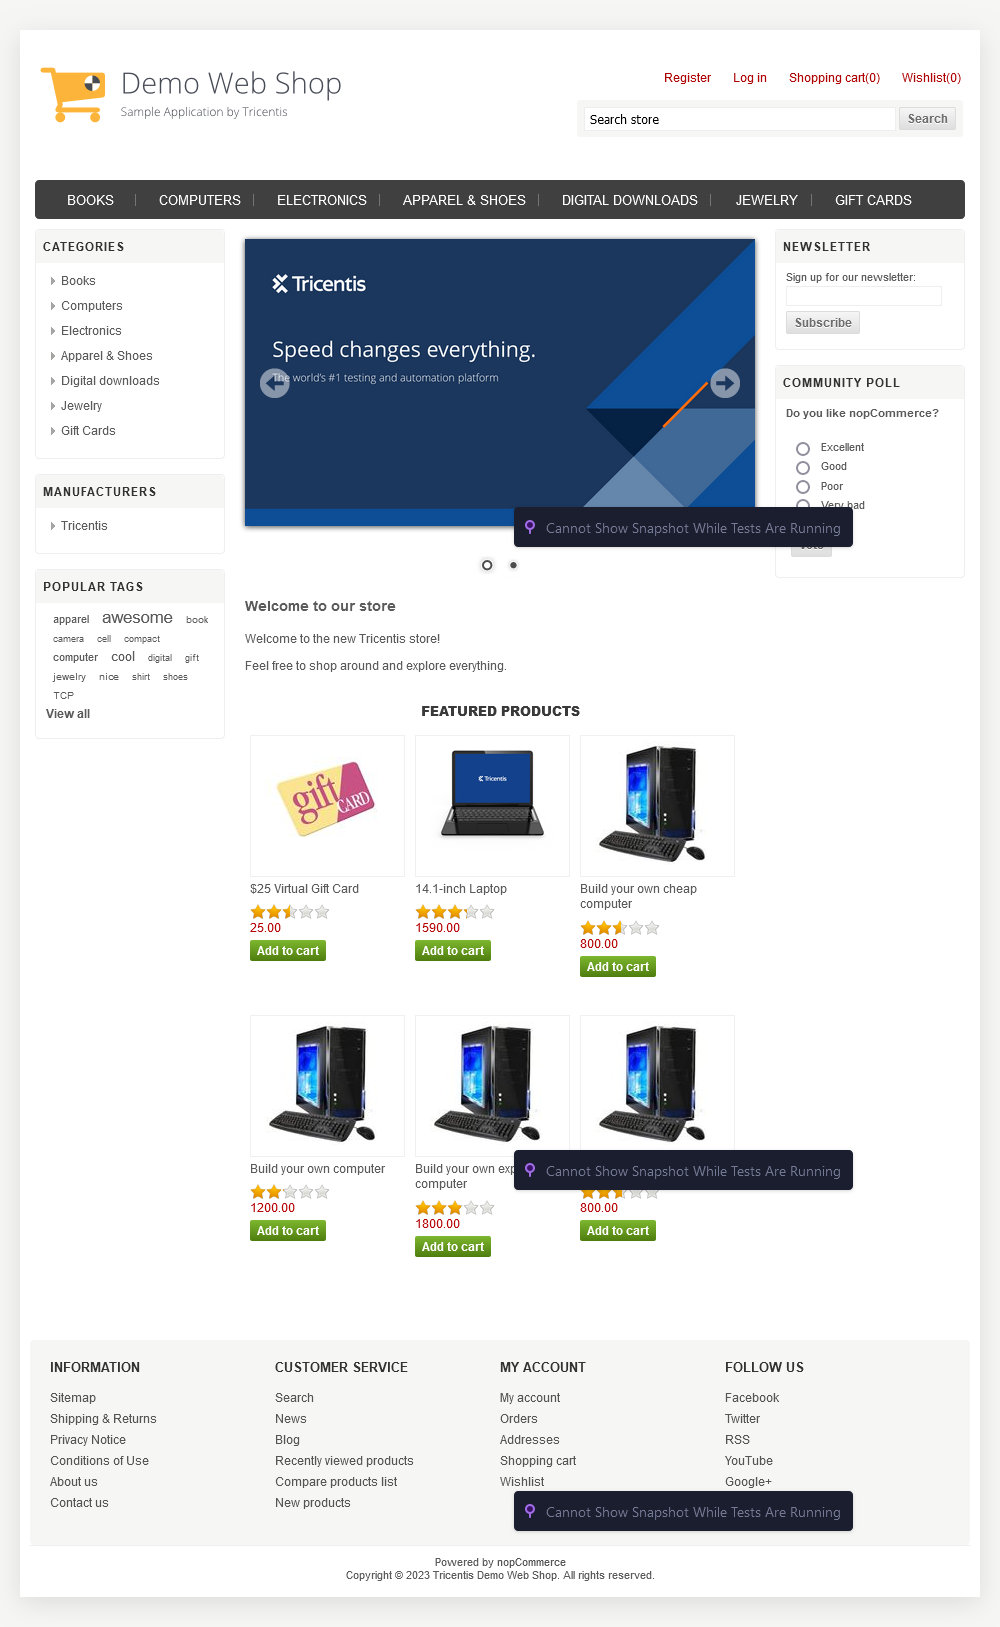 Demo Web Shop
Sample Application by Tricentis
Register Log in Shopping cart(0) Wishlist(0)
Search store Search
BOOKS COMPUTERS ELECTRONICS APPAREL & SHOES DIGITAL DOWNLOADS JEWELRY GIFT CARDS
CATEGORIES
Books
Computers
Electronics
Apparel & Shoes
Digital downloads
Jewelry
Gift Cards
MANUFACTURERS
Tricentis
POPULAR TAGS
apparel awesome book
camera cell compact
computer cool digital gift
jewelry nice shirt shoes
TCP
View all
Tricentis
Speed changes everything.
The world's #1 testing and automation platform
NEWSLETTER
Sign up for our newsletter:
Subscribe
COMMUNITY POLL
Do you like nopCommerce?
Excellent
Good
Poor
Very bad
Cannot Show Snapshot While Tests Are Running
Vote
Welcome to our store
Welcome to the new Tricentis store!
Feel free to shop around and explore everything.
FEATURED PRODUCTS
gift CARD
Tricentis
$25 Virtual Gift Card
25.00
Add to cart
14.1-inch Laptop
1590.00
Add to cart
Build your own cheap
computer
800.00
Add to cart
Build your own computer
1200.00
Add to cart
Build your own exp
computer
1800.00
Add to cart
Cannot Show Snapshot While Tests Are Running
800.00
Add to cart
INFORMATION
Sitemap
Shipping & Returns
Privacy Notice
Conditions of Use
About us
Contact us
CUSTOMER SERVICE
Search
News
Blog
Recently viewed products
Compare products list
New products
MY ACCOUNT
My account
Orders
Addresses
Shopping cart
Wishlist
FOLLOW US
Facebook
Twitter
RSS
YouTube
Google+
Cannot Show Snapshot While Tests Are Running
Powered by nopCommerce
Copyright © 2023 Tricentis Demo Web Shop. All rights reserved.